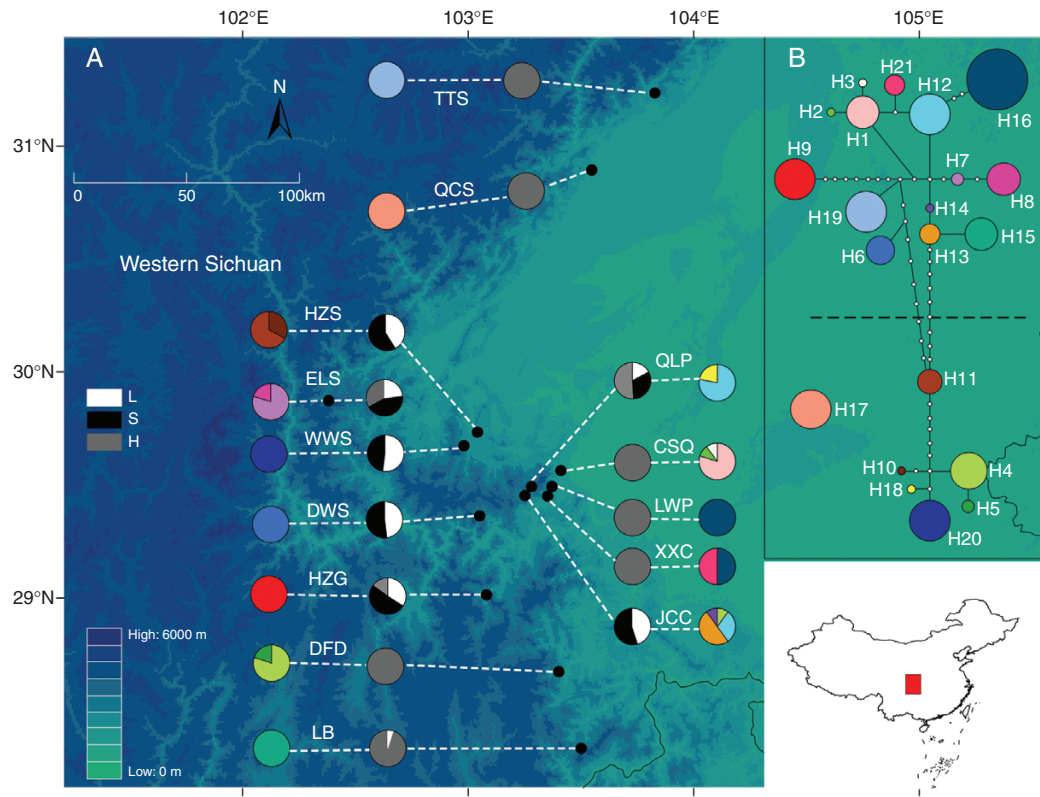 102°E 103°E 104°E 105°E
A
B
N
31°N
30°N
29°N
0 50 100km
TTS
QCS
Western Sichuan
HZS
ELS
WWS
DWS
HZG
DFD
LB
L
S
H
QLP
CSQ
LWP
XXC
JCC
High: 6000 m
Low: 0 m
H3 H21 H12
H2 H1 H16
H9 H7
H8
H19 H14
H15
H6 H13
H11
H17
H10 H4
H18 H5
H20